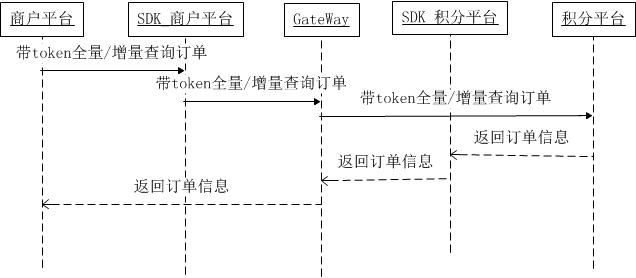 商户平台
SDK 商户平台
GateWay
SDK 积分平台
积分平台
带token全量/增量查询订单
带token全量/增量查询订单
带token全量/增量查询订单
返回订单信息
返回订单信息
返回订单信息